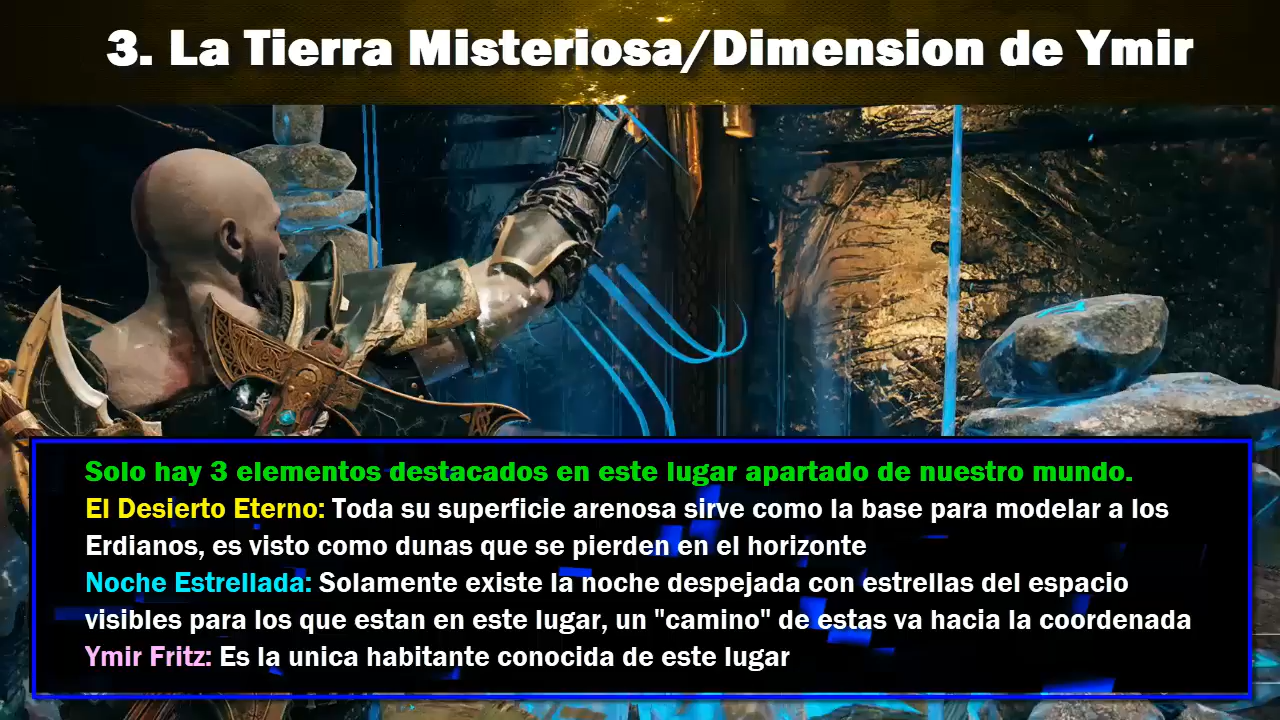 3. La Tierra Misteriosa/Dimension de Ymir
Solo hay 3 elementos destacados en este lugar apartado de nuestro mundo.
El Desierto Eterno: Toda su superficie arenosa sirve como la base para modelar a los
Erdianos, es visto como dunas que se pierden en el horizonte
Noche Estrellada: Solamente existe la noche despejada con estrellas del espacio
visibles para los que estan en este lugar, un "camino" de estas va hacia la coordenada
Ymir Fritz: Es la unica habitante conocida de este lugar